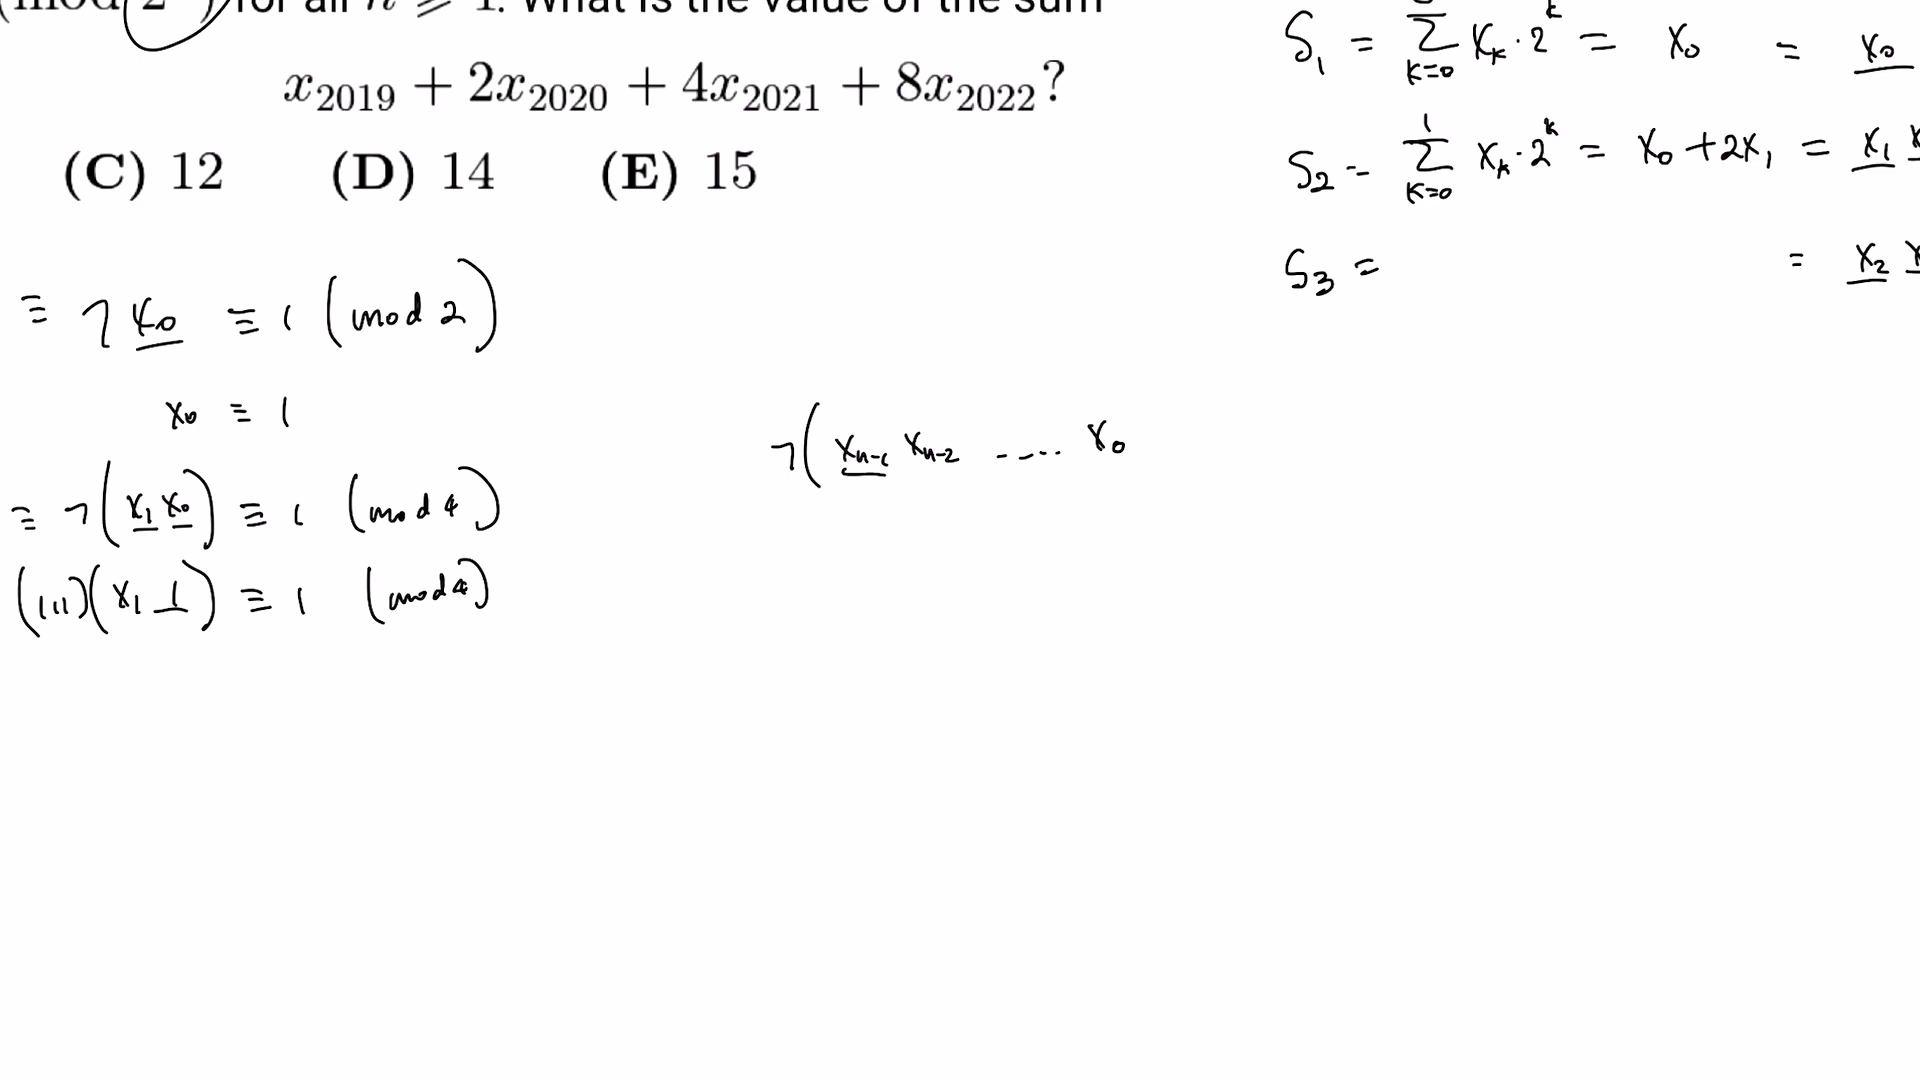 (mod 2 ) for all n ⩾ 1. What is the value of the sum
x₂₀₁₉ + 2x₂₀₂₀ + 4x₂₀₂₁ + 8x₂₀₂₂?
(C) 12 (D) 14 (E) 15
S₁ = Σ K=0 xₖ · 2ᵏ = x₀ = x₀
S₂ = Σ 1 K=0 xₖ · 2ᵏ = x₀ + 2x₁ = x₁
S₃ = = x₂
≡ 7 x₀ ≡ 1 (mod 2)
x₀ ≡ 1
≡ 7(x₁ x₀) ≡ 1 (mod 4)
(111)(x₁ 1) ≡ 1 (mod 4)
7(xₙ₋₁ xₙ₋₂ ..... x₀